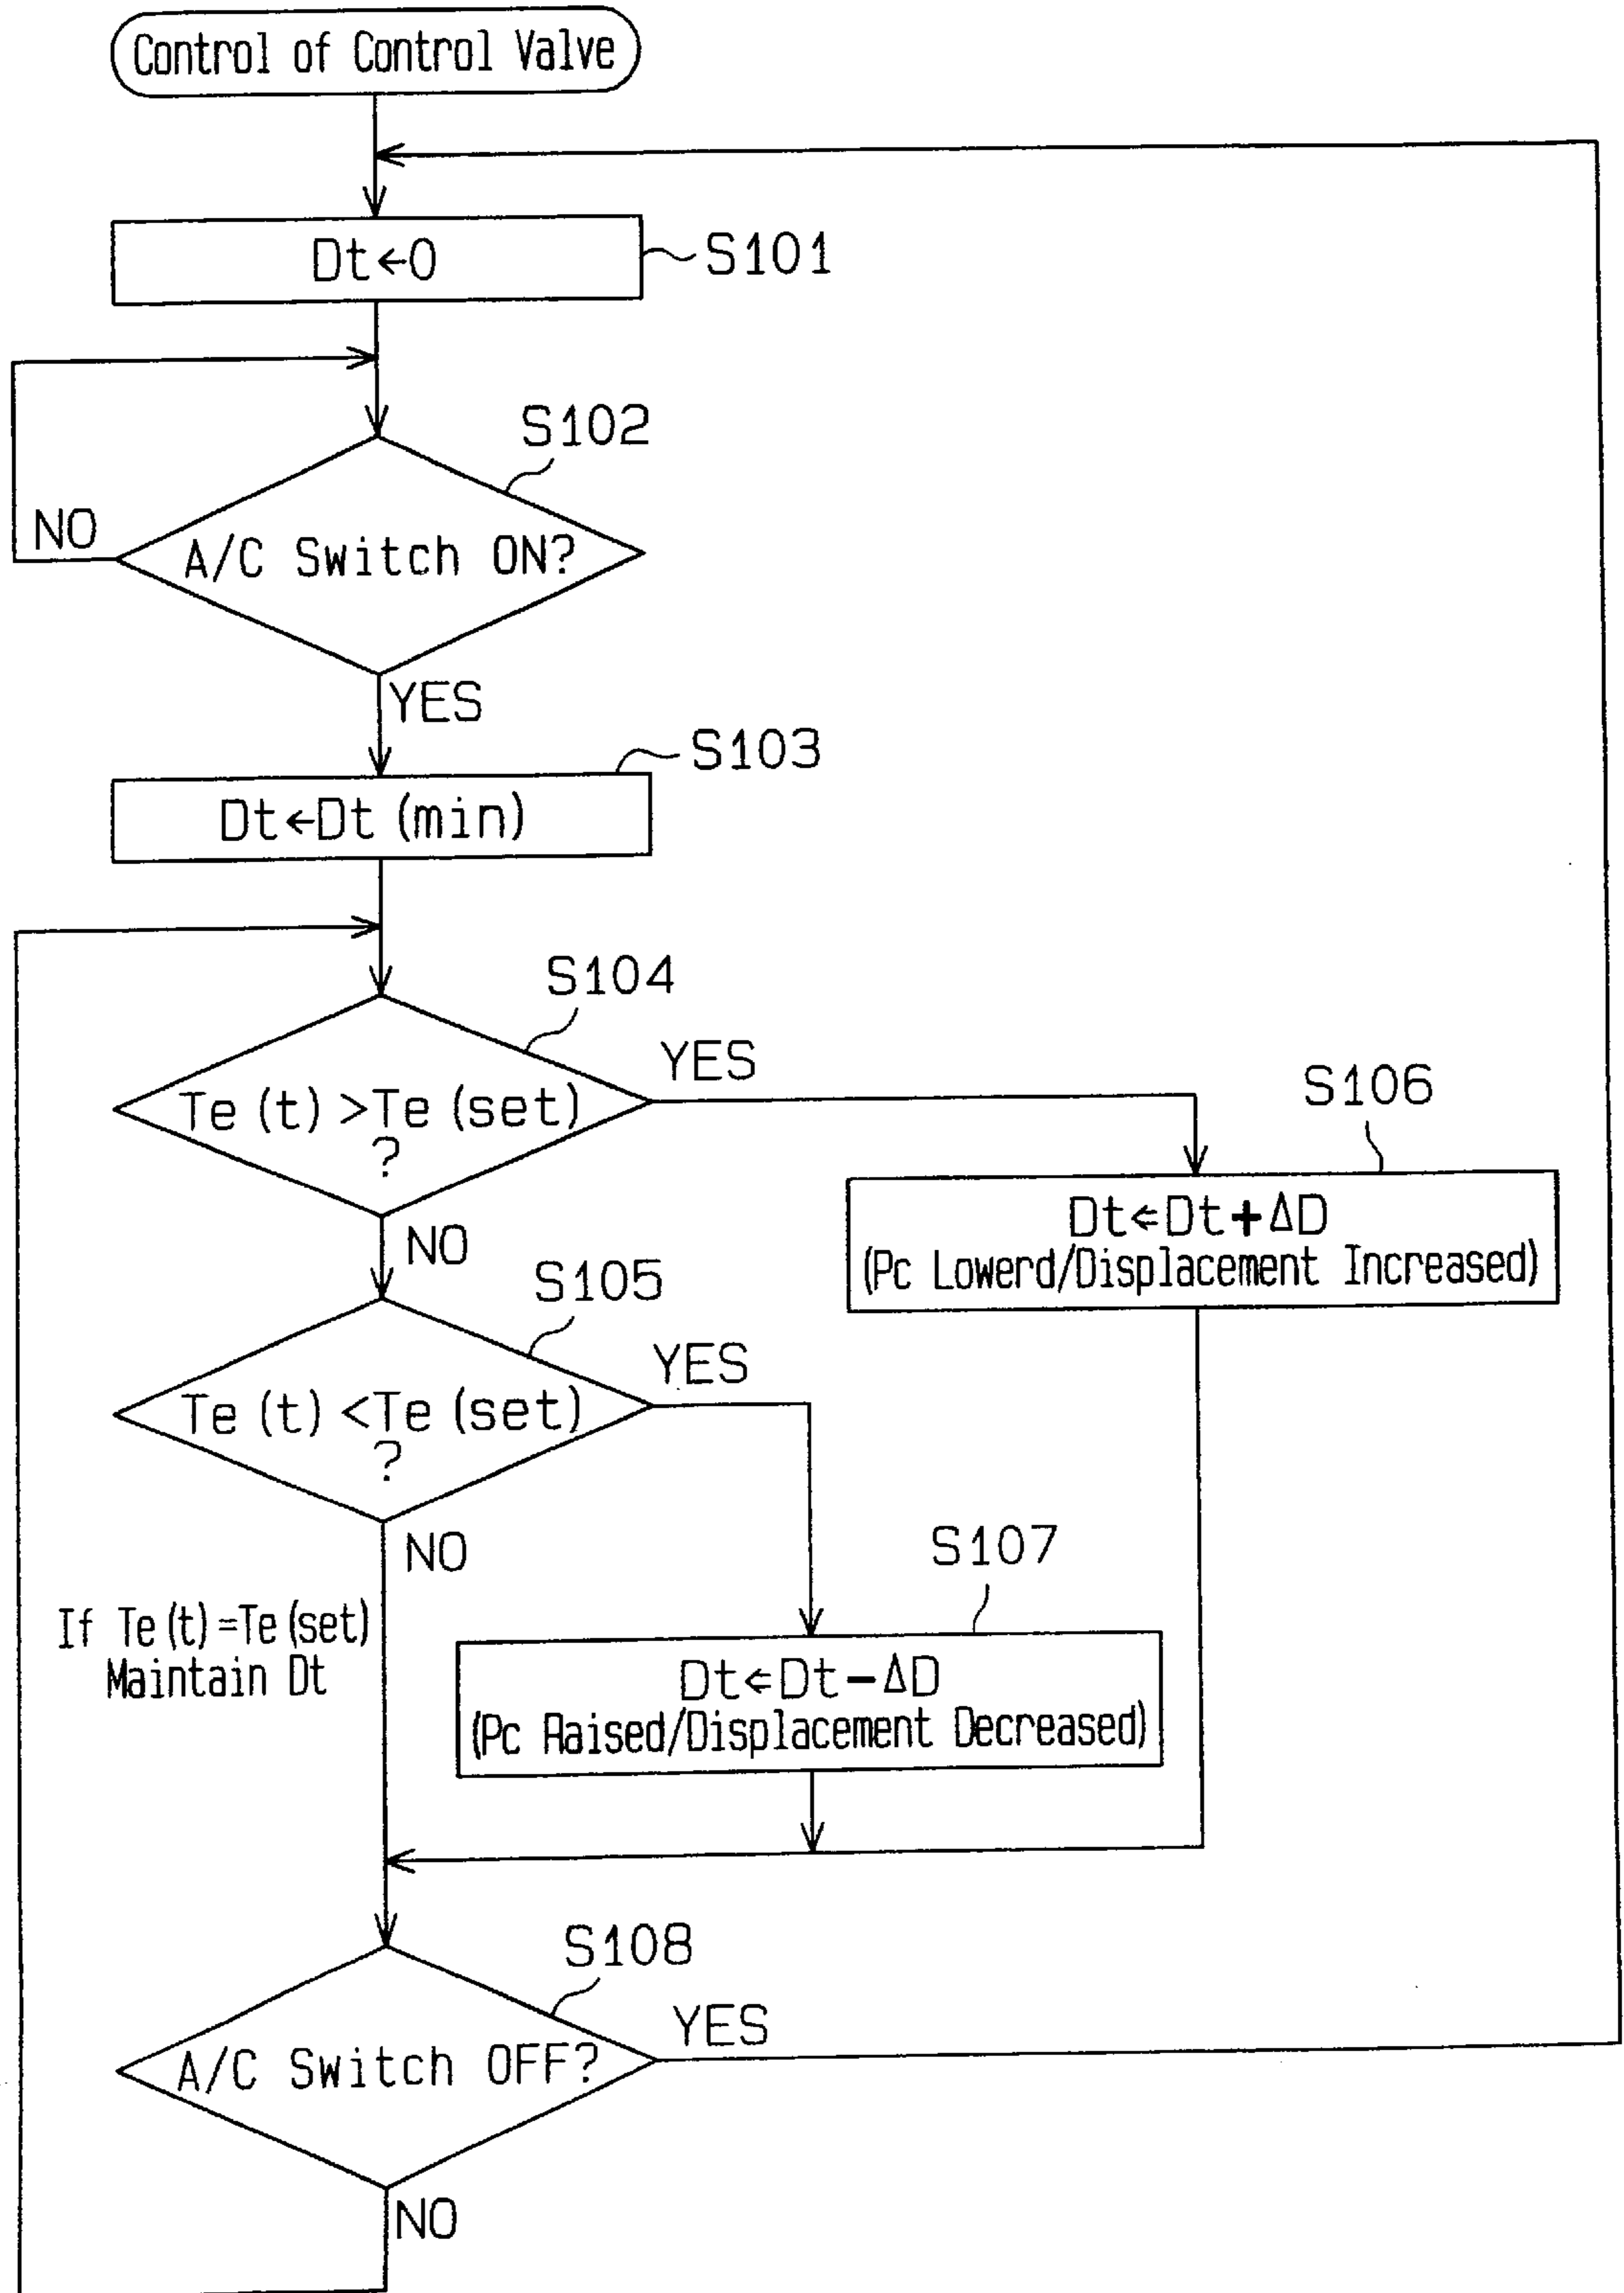 Control of Control Valve
Dt←0
S101
S102
NO
A/C Switch ON?
YES
S103
Dt←Dt (min)
S104
YES
Te (t) >Te (set)
?
NO
S106
Dt⇐Dt+ΔD
(Pc Lowerd/Displacement Increased)
S105
YES
Te (t) <Te (set)
?
NO
If Te (t) =Te (set)
Maintain Dt
S107
Dt⇐Dt−ΔD
(Pc Raised/Displacement Decreased)
S108
YES
A/C Switch OFF?
NO